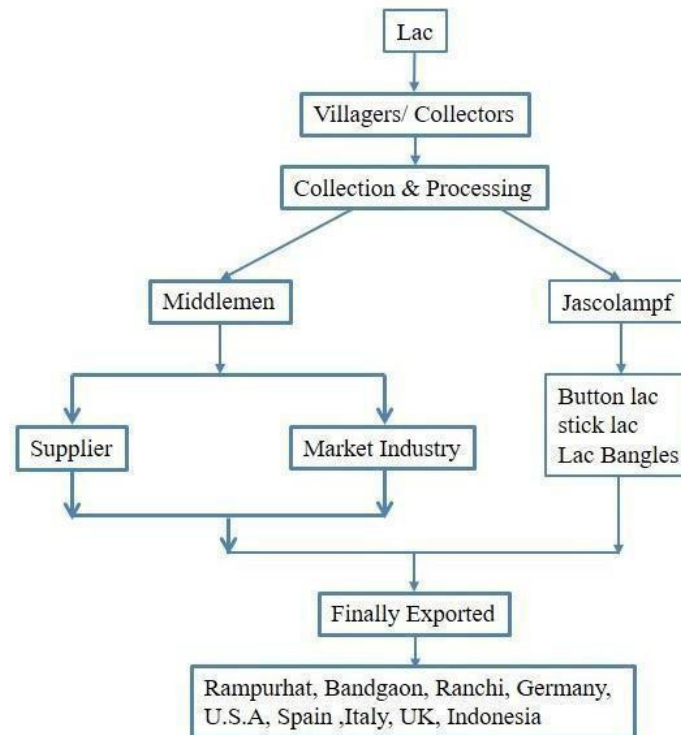 Lac
Villagers/ Collectors
Collection & Processing
Middlemen
Jascolampf
Button lac
stick lac
Lac Bangles
Supplier
Market Industry
Finally Exported
Rampurhat, Bandgaon, Ranchi, Germany,
U.S.A, Spain ,Italy, UK, Indonesia